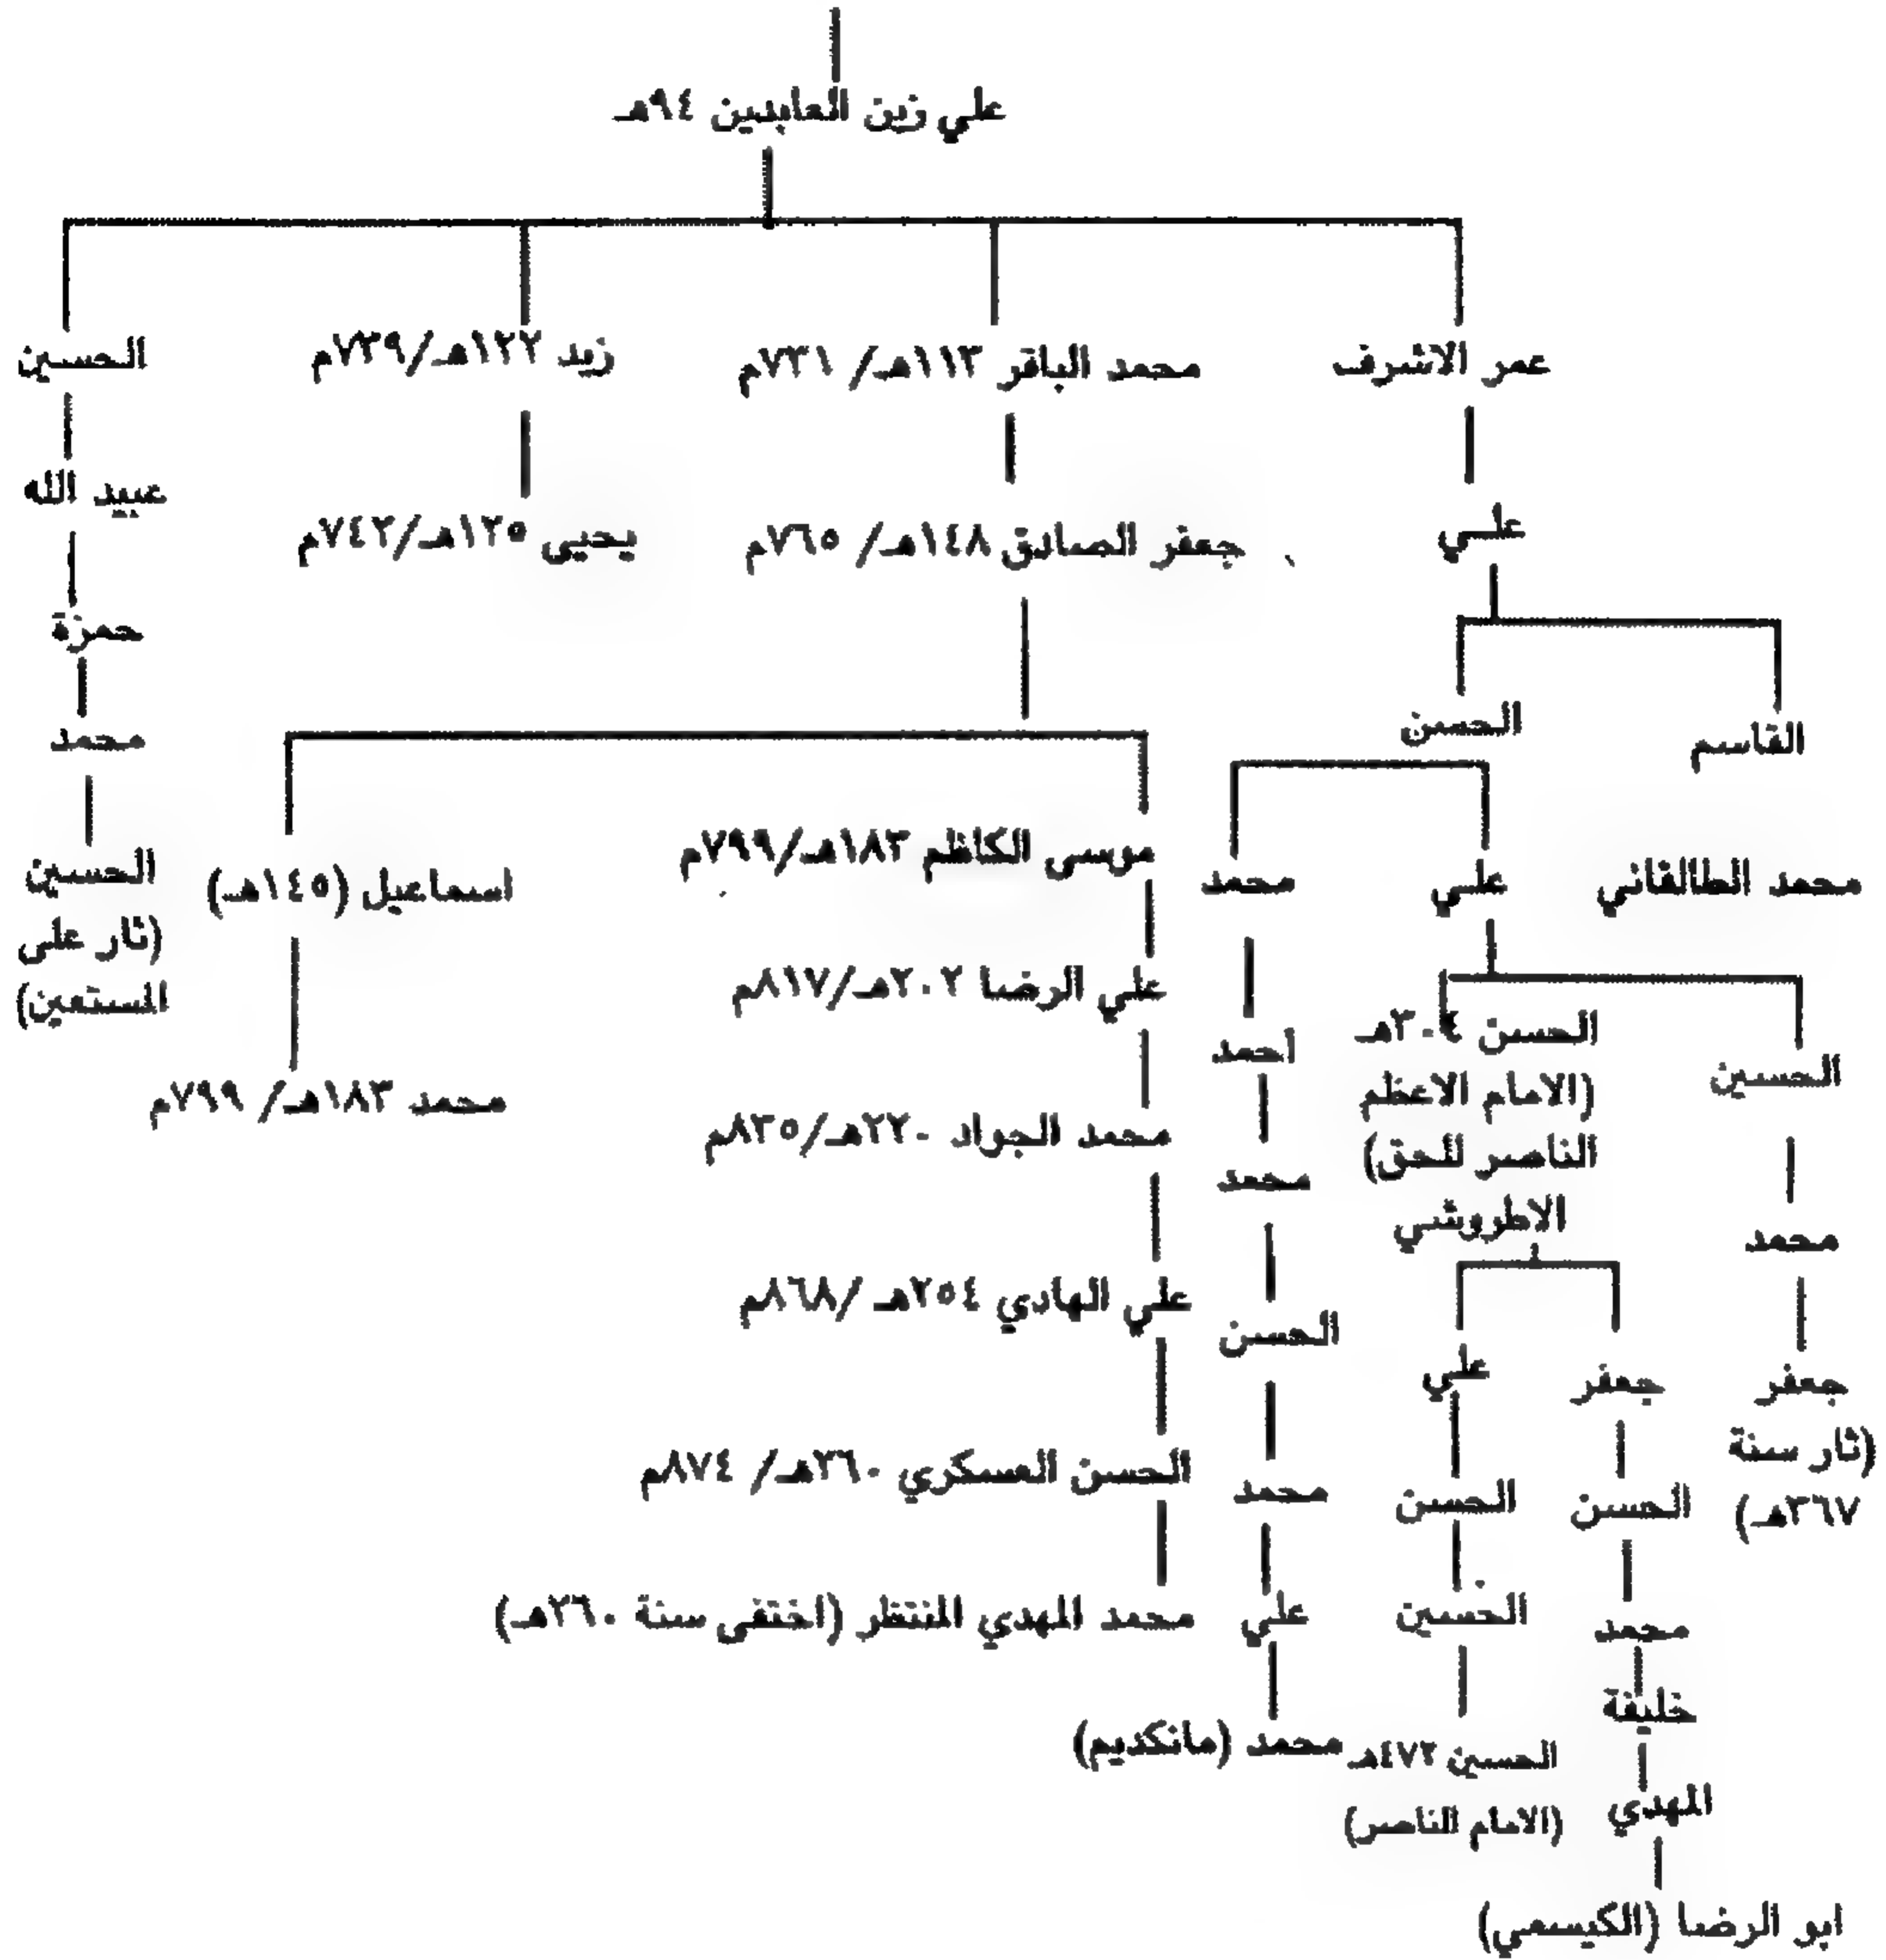 علي زين العابدين ٩٤هـ
عمر الاشرف
محمد الباقر ١١٣هـ/ ٧٣١م
زيد ١٢٢هـ/٧٣٩م
الحسين
علي
جعفر الصادق ١٤٨هـ/ ٧٦٥م
يحيى ١٢٥هـ/٧٤٢م
عبيد الله
حمزة
محمد
الحسين
(ثار على
المستعين)
القاسم
الحسن
محمد الطالقاني
علي
محمد
موسى الكاظم ١٨٣هـ/٧٩٩م
اسماعيل (١٤٥هـ)
علي الرضا ٢٠٢هـ/٨١٧م
محمد ١٨٣هـ/ ٧٩٩م
محمد الجواد ٢٢٠هـ/٨٣٥م
علي الهادي ٢٥٤هـ /٨٦٨م
الحسن العسكري ٢٦٠هـ/ ٨٧٤م
محمد المهدي المنتظر (اختفى سنة ٢٦٠هـ)
احمد
محمد
الحسن
محمد
علي
محمد (مانكديم)
الحسن ٣٠٤هـ
(الامام الاعظم
الناصر للحق)
الاطروشي
الحسين
محمد
جعفر
(ثار سنة
٣٦٧هـ)
علي
الحسن
الحسين
الحسين ٤٧٢هـ
(الامام الناصر)
جعفر
الحسن
محمد
خليفة
المهدي
ابو الرضا (الكيسمي)